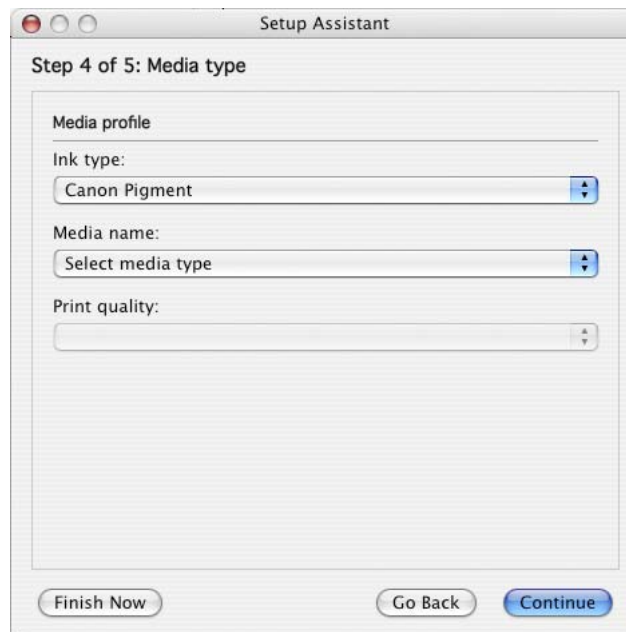 Setup Assistant
Step 4 of 5: Media type
Media profile
Ink type:
Canon Pigment
Media name:
Select media type
Print quality:
Finish Now
Go Back
Continue